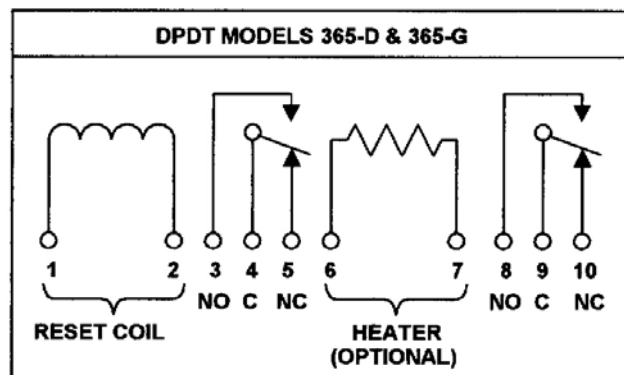 DPDT MODELS 365-D & 365-G
1 2 3 4 5 6 7 8 9 10
NO C NC NO C NC
RESET COIL HEATER
(OPTIONAL)